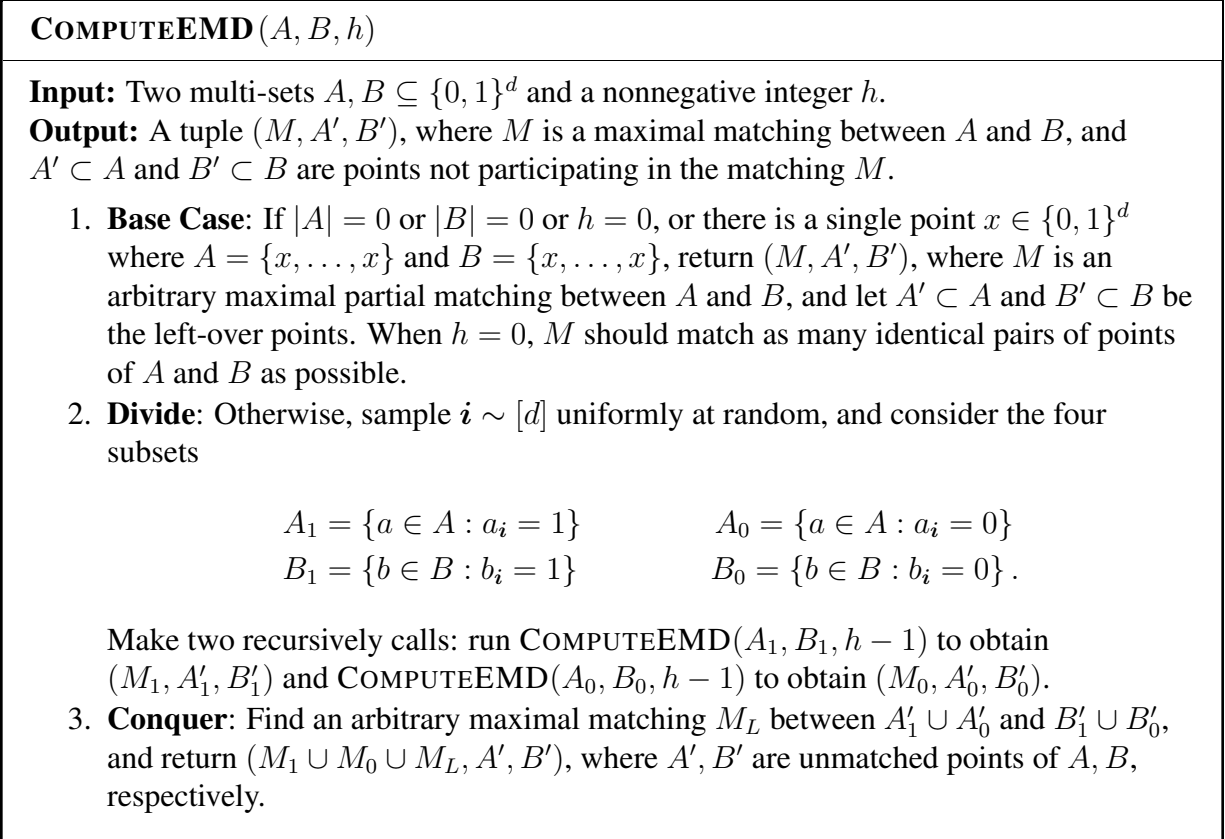 COMPUTEEMD(A, B, h)
Input: Two multi-sets A, B ⊆ {0, 1}^d and a nonnegative integer h.
Output: A tuple (M, A′, B′), where M is a maximal matching between A and B, and
A′ ⊂ A and B′ ⊂ B are points not participating in the matching M.
1. Base Case: If |A| = 0 or |B| = 0 or h = 0, or there is a single point x ∈ {0, 1}^d
where A = {x, . . . , x} and B = {x, . . . , x}, return (M, A′, B′), where M is an
arbitrary maximal partial matching between A and B, and let A′ ⊂ A and B′ ⊂ B be
the left-over points. When h = 0, M should match as many identical pairs of points
of A and B as possible.
2. Divide: Otherwise, sample i ∼ [d] uniformly at random, and consider the four
subsets
A_1 = {a ∈ A : a_i = 1} A_0 = {a ∈ A : a_i = 0}
B_1 = {b ∈ B : b_i = 1} B_0 = {b ∈ B : b_i = 0} .
Make two recursively calls: run COMPUTEEMD(A_1, B_1, h − 1) to obtain
(M_1, A′_1, B′_1) and COMPUTEEMD(A_0, B_0, h − 1) to obtain (M_0, A′_0, B′_0).
3. Conquer: Find an arbitrary maximal matching M_L between A′_1 ∪ A′_0 and B′_1 ∪ B′_0,
and return (M_1 ∪ M_0 ∪ M_L, A′, B′), where A′, B′ are unmatched points of A, B,
respectively.